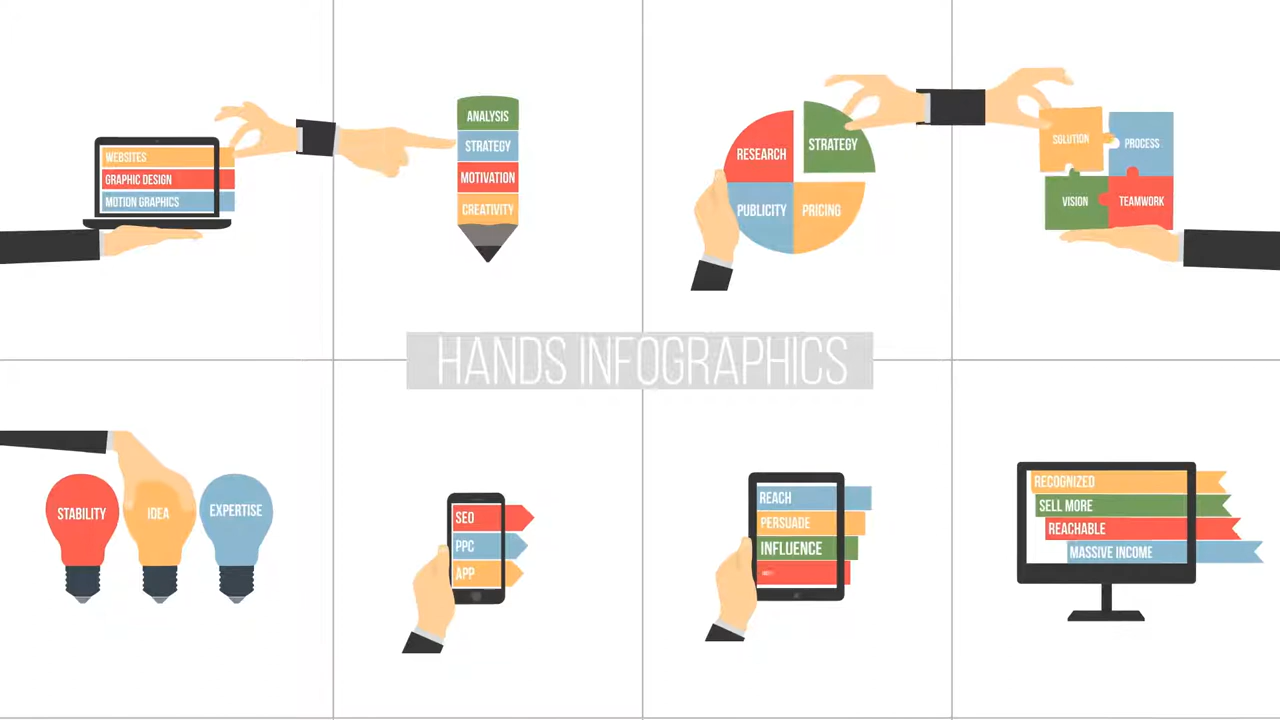 WEBSITES
GRAPHIC DESIGN
MOTION GRAPHICS
ANALYSIS
STRATEGY
MOTIVATION
CREATIVITY
RESEARCH
STRATEGY
PUBLICITY
PRICING
SOLUTION
PROCESS
VISION
TEAMWORK
HANDS INFOGRAPHICS
STABILITY
IDEA
EXPERTISE
SEO
PPC
APP
REACH
PERSUADE
INFLUENCE
RECOGNIZED
SELL MORE
REACHABLE
MASSIVE INCOME